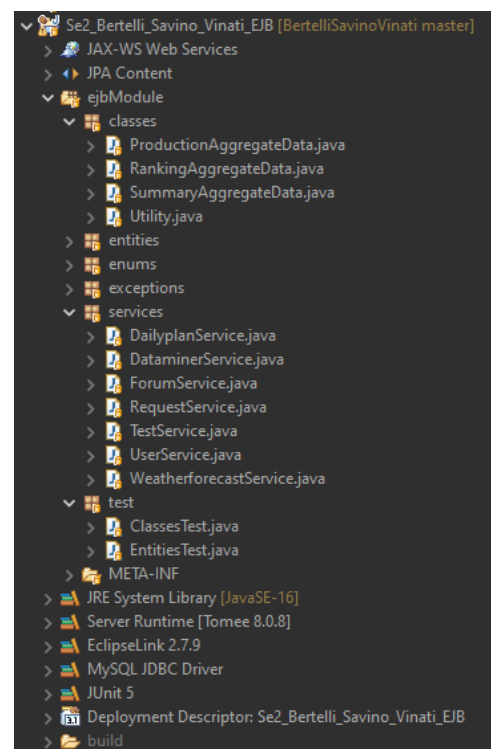 Se2_Bertelli_Savino_Vinati_EJB [BertelliSavinoVinati master]
JAX-WS Web Services
JPA Content
ejbModule
classes
ProductionAggregateData.java
RankingAggregateData.java
SummaryAggregateData.java
Utility.java
entities
enums
exceptions
services
DailyplanService.java
DataminerService.java
ForumService.java
RequestService.java
TestService.java
UserService.java
WeatherforecastService.java
test
ClassesTest.java
EntitiesTest.java
META-INF
JRE System Library [JavaSE-16]
Server Runtime [Tomee 8.0.8]
EclipseLink 2.7.9
MySQL JDBC Driver
JUnit 5
Deployment Descriptor: Se2_Bertelli_Savino_Vinati_EJB
build